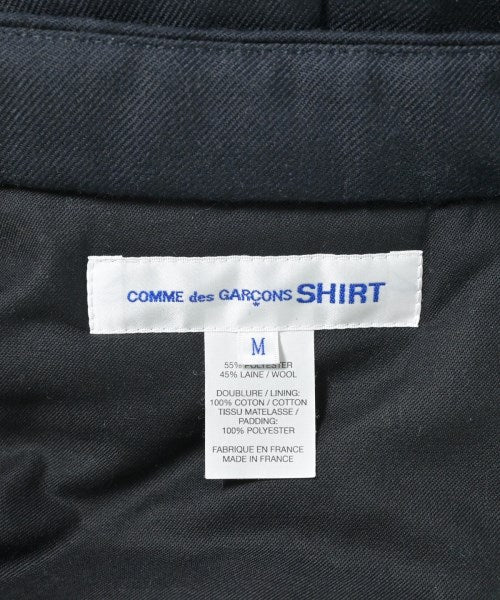 COMME des GARÇONS SHIRT
M
55% POLYESTER
45% LAINE / WOOL
DOUBLURE / LINING:
100% COTON / COTTON
TISSU MATELASSE /
PADDING:
100% POLYESTER
FABRIQUE EN FRANCE
MADE IN FRANCE